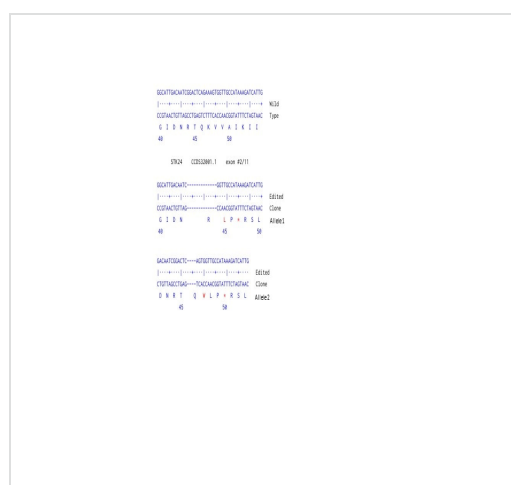 GGCATTGACAATCGGACTCAGAAAGTGGTTGCCATAAAGATCATTG
|----+----|----+----|----+----|----+----|----+ Wild
CCGTAACTGTTAGCCTGAGTCTTTCACCAACGGTATTTCTAGTAAC Type
G I D N R T Q K V V A I K I I
40 45 50
STK24 CCDS32001.1 exon #2/11
GGCATTGACAATC-------------GGTTGCCATAAAGATCATTG
|----+----|----+----|----+----|----+----|----+ Edited
CCGTAACTGTTAG-------------CCAACGGTATTTCTAGTAAC Clone
G I D N R L P * R S L Allele1
40 45 50
GACAATCGGACTC----AGTGGTTGCCATAAAGATCATTG
|----+----|----+----|----+----|----+---- Edited
CTGTTAGCCTGAG----TCACCAACGGTATTTCTAGTAAC Clone
D N R T Q W L P * R S L Allele2
45 50